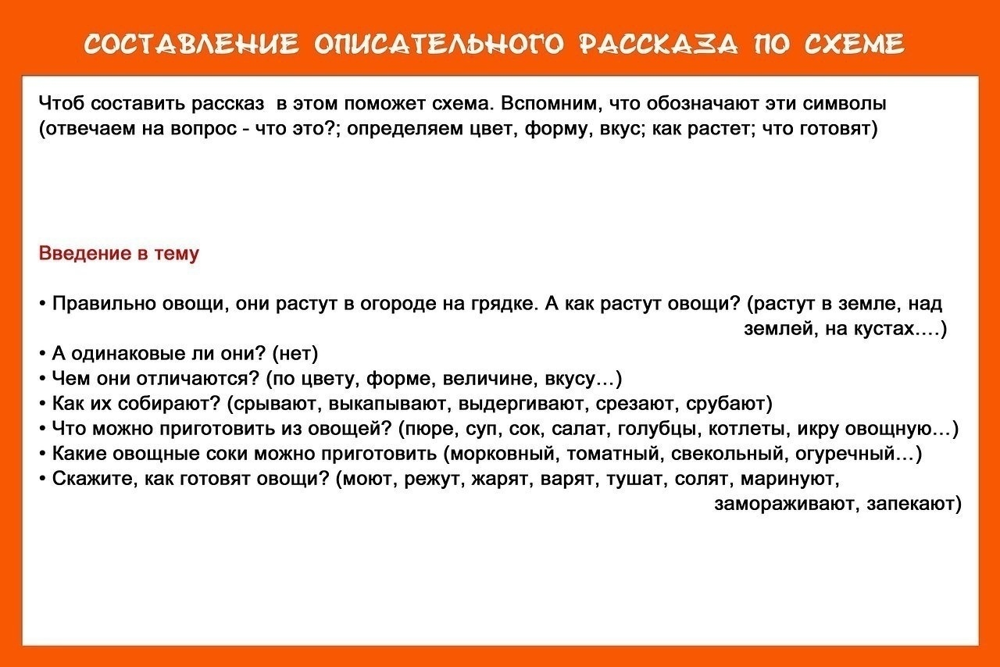 СОСТАВЛЕНИЕ ОПИСАТЕЛЬНОГО РАССКАЗА ПО СХЕМЕ
Чтоб составить рассказ в этом поможет схема. Вспомним, что обозначают эти символы
(отвечаем на вопрос - что это?; определяем цвет, форму, вкус; как растет; что готовят)
Введение в тему
• Правильно овощи, они растут в огороде на грядке. А как растут овощи? (растут в земле, над
землей, на кустах….)
• А одинаковые ли они? (нет)
• Чем они отличаются? (по цвету, форме, величине, вкусу…)
• Как их собирают? (срывают, выкапывают, выдергивают, срезают, срубают)
• Что можно приготовить из овощей? (пюре, суп, сок, салат, голубцы, котлеты, икру овощную…)
• Какие овощные соки можно приготовить (морковный, томатный, свекольный, огуречный…)
• Скажите, как готовят овощи? (моют, режут, жарят, варят, тушат, солят, маринуют,
замораживают, запекают)